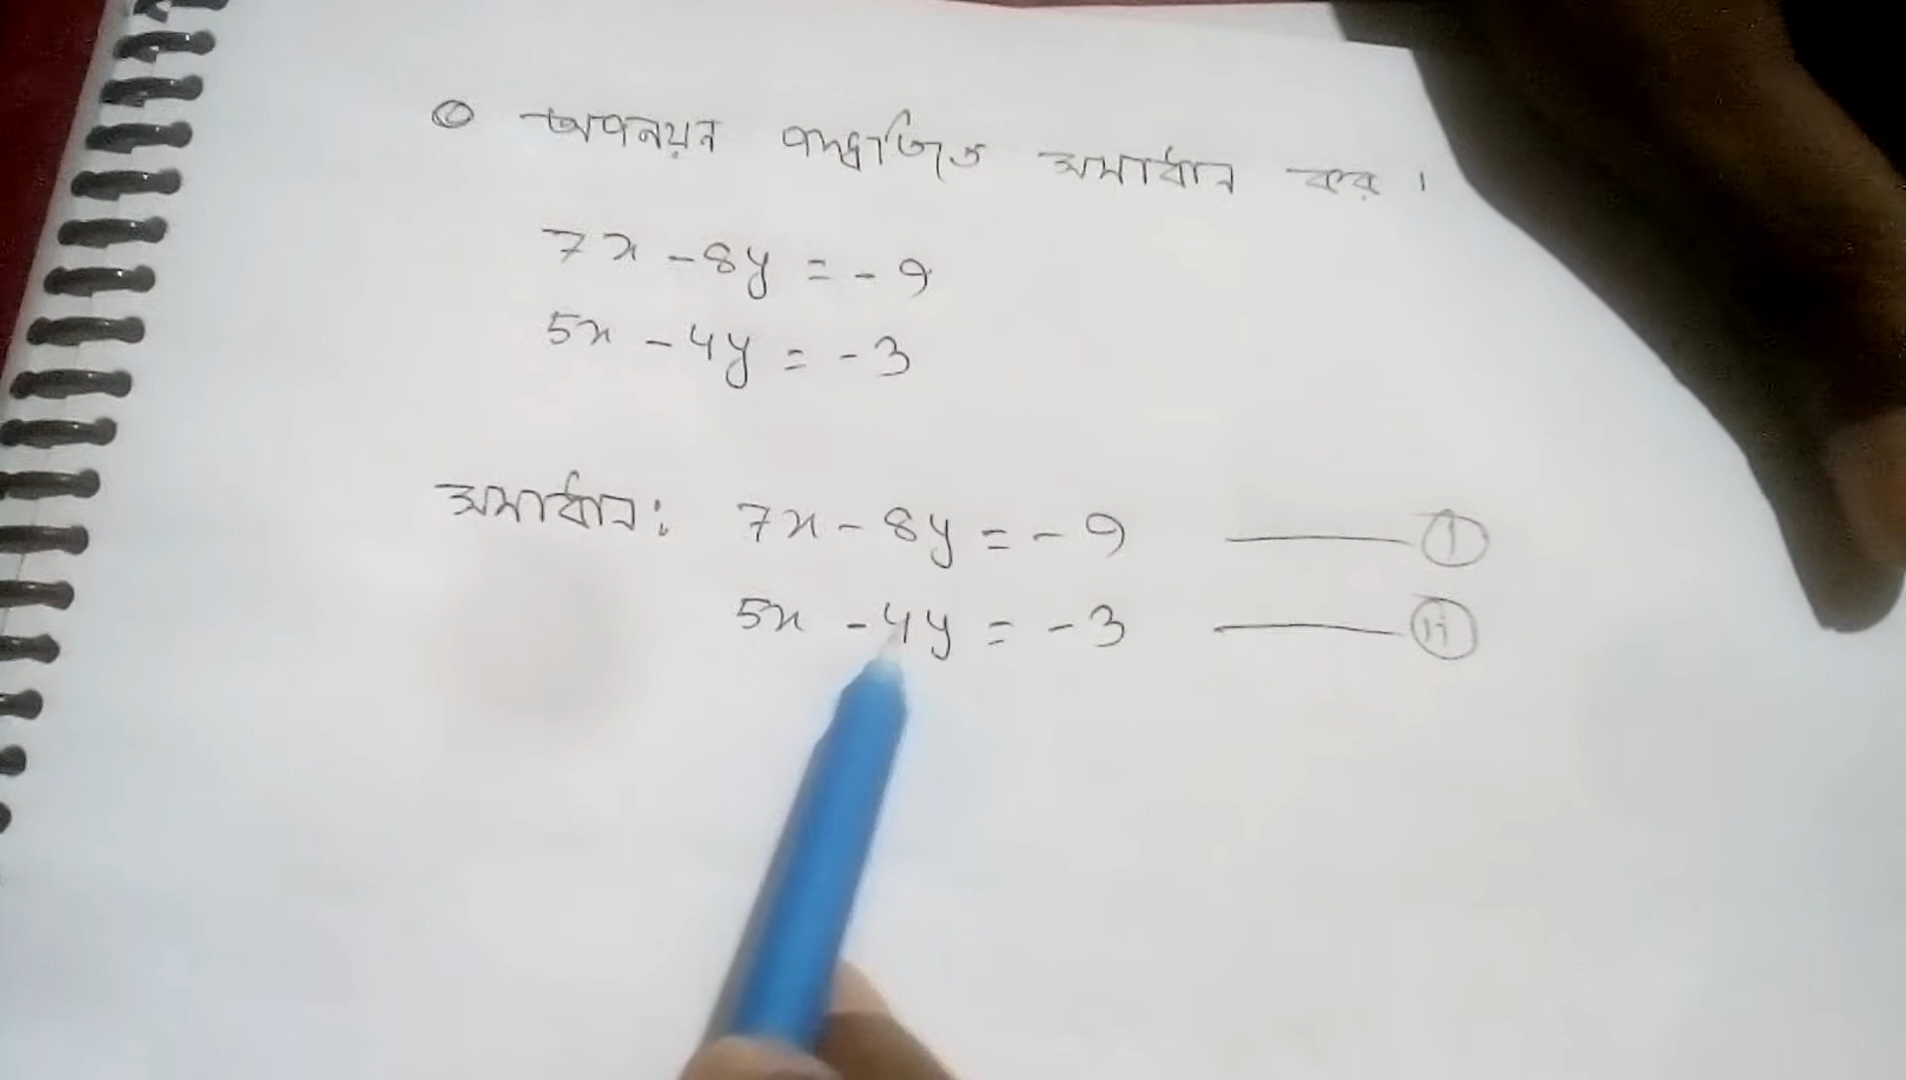 ◎ অপনয়ন পদ্ধতিতে সমাধান কর ।
7x - 8y = - 9
5x - 4y = - 3
সমাধান: 7x - 8y = - 9 ——— (i)
5x - 4y = - 3 ——— (ii)